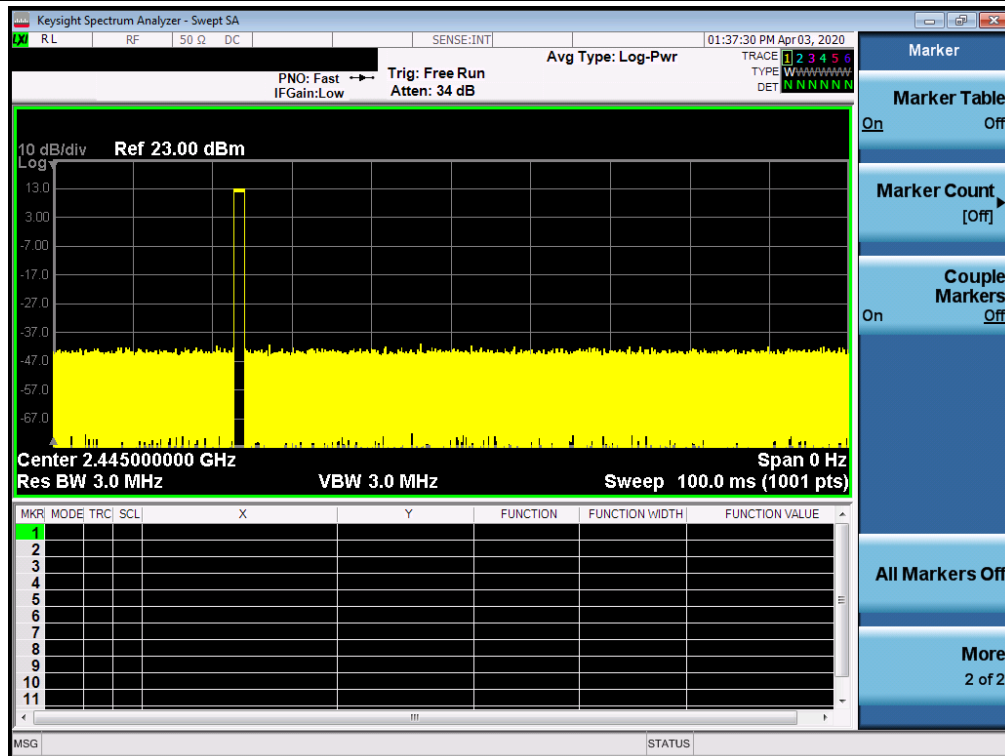 Keysight Spectrum Analyzer - Swept SA
LXI RL RF 50 Ω DC SENSE:INT 01:37:30 PM Apr 03, 2020
Marker
Avg Type: Log-Pwr TRACE 1 2 3 4 5 6
PNO: Fast Trig: Free Run TYPE WWWWWW
IFGain:Low Atten: 34 dB DET N N N N N N
Marker Table
On Off
10 dB/div Ref 23.00 dBm
Log
13.0
3.00
-7.00
-17.0
-27.0
-37.0
-47.0
-57.0
-67.0
Center 2.445000000 GHz Span 0 Hz
Res BW 3.0 MHz VBW 3.0 MHz Sweep 100.0 ms (1001 pts)
Marker Count
[Off]
Couple
Markers
On Off
MKR MODE TRC SCL X Y FUNCTION FUNCTION WIDTH FUNCTION VALUE
1
2
3
4
5
6
7
8
9
10
11
All Markers Off
More
2 of 2
MSG STATUS